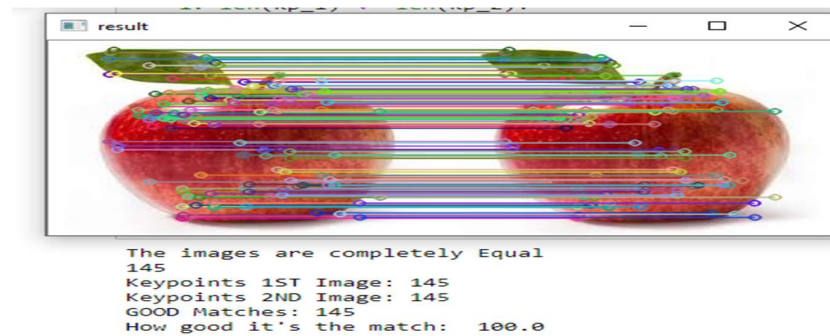 result
The images are completely Equal
145
Keypoints 1ST Image: 145
Keypoints 2ND Image: 145
GOOD Matches: 145
How good it's the match:  100.0